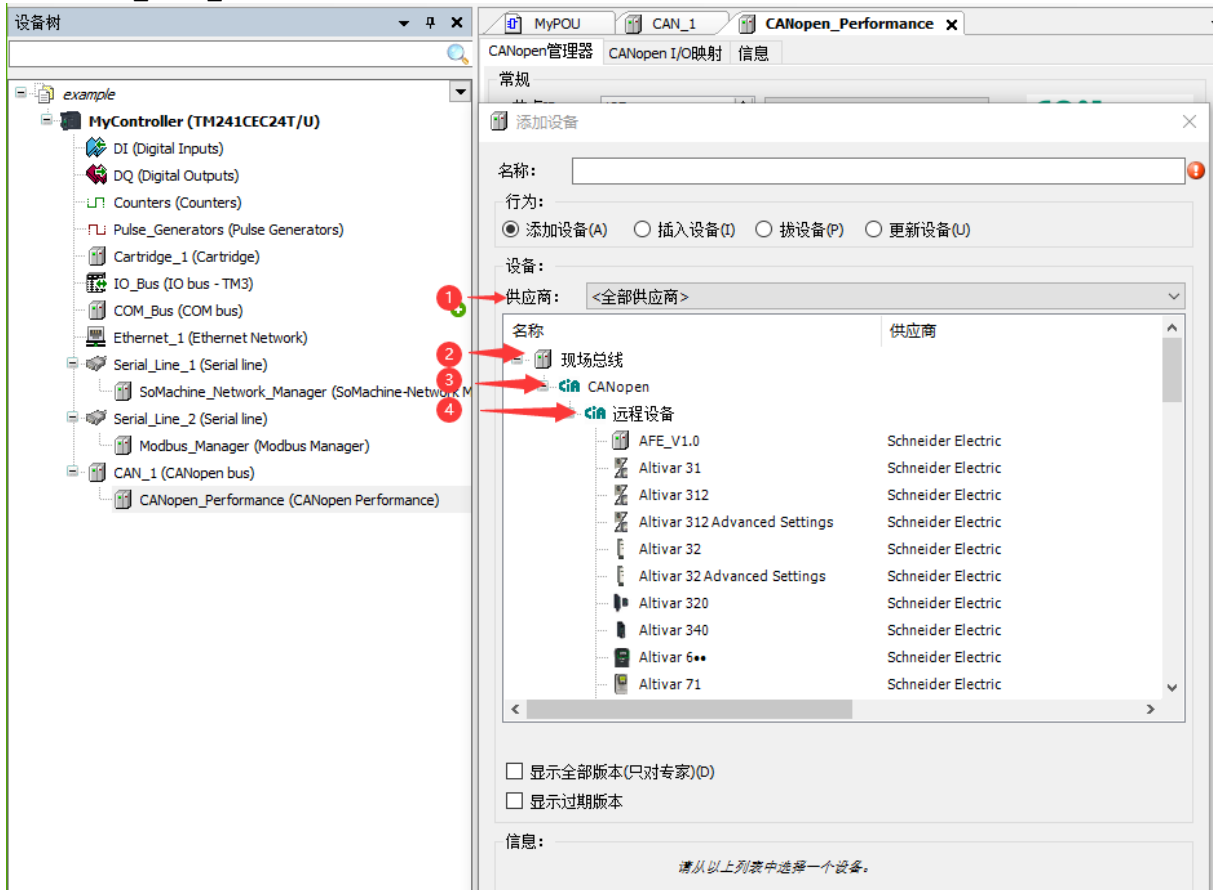 设备树
MyPOU
CAN_1
CANopen_Performance
CANopen管理器
CANopen I/O映射
信息
常规
example
MyController (TM241CEC24T/U)
DI (Digital Inputs)
DQ (Digital Outputs)
Counters (Counters)
Pulse_Generators (Pulse Generators)
Cartridge_1 (Cartridge)
IO_Bus (IO bus - TM3)
COM_Bus (COM bus)
Ethernet_1 (Ethernet Network)
Serial_Line_1 (Serial line)
SoMachine_Network_Manager (SoMachine-Network M
Serial_Line_2 (Serial line)
Modbus_Manager (Modbus Manager)
CAN_1 (CANopen bus)
CANopen_Performance (CANopen Performance)
添加设备
名称：
行为：
添加设备(A) 插入设备(I) 拨设备(P) 更新设备(U)
设备：
1
供应商： <全部供应商>
名称 供应商
2
现场总线
3
CiA CANopen
4
CiA 远程设备
AFE_V1.0 Schneider Electric
Altivar 31 Schneider Electric
Altivar 312 Schneider Electric
Altivar 312 Advanced Settings Schneider Electric
Altivar 32 Schneider Electric
Altivar 32 Advanced Settings Schneider Electric
Altivar 320 Schneider Electric
Altivar 340 Schneider Electric
Altivar 6•• Schneider Electric
Altivar 71 Schneider Electric
显示全部版本(只对专家)(D)
显示过期版本
信息：
请从以上列表中选择一个设备。